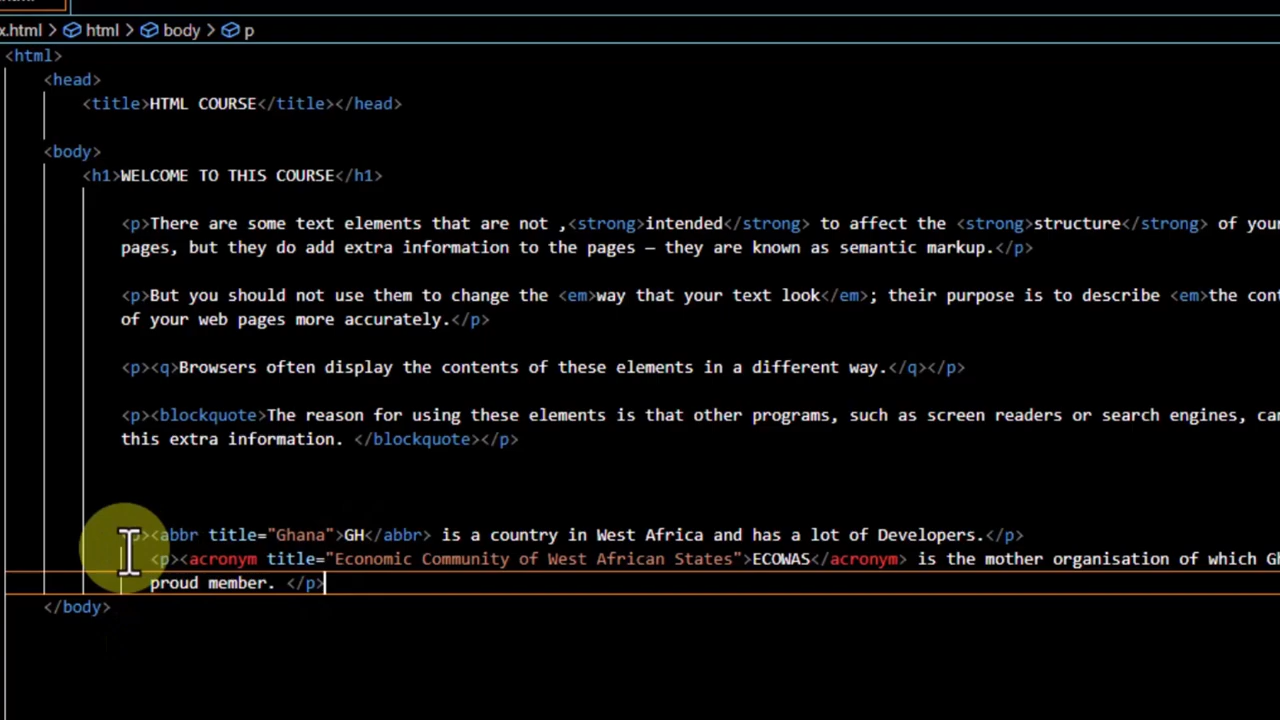 x.html > html > body > p
<html>
<head>
<title>HTML COURSE</title></head>
<body>
<h1>WELCOME TO THIS COURSE</h1>
<p>There are some text elements that are not ,<strong>intended</strong> to affect the <strong>structure</strong> of your
pages, but they do add extra information to the pages – they are known as semantic markup.</p>
<p>But you should not use them to change the <em>way that your text look</em>; their purpose is to describe <em>the
of your web pages more accurately.</p>
<p><q>Browsers often display the contents of these elements in a different way.</q></p>
<p><blockquote>The reason for using these elements is that other programs, such as screen readers or search engines,
this extra information. </blockquote></p>
<abbr title="Ghana">GH</abbr> is a country in West Africa and has a lot of Developers.</p>
<p><acronym title="Economic Community of West African States">ECOWAS</acronym> is the mother organisation of which
proud member. </p>
</body>